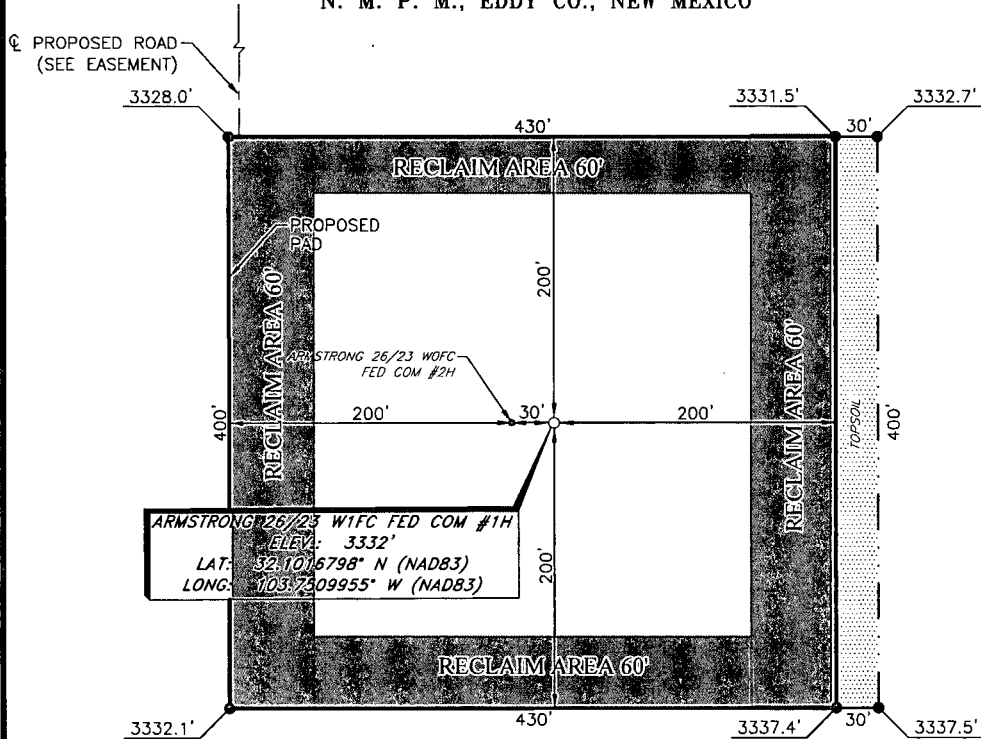 N. M. P. M., EDDY CO., NEW MEXICO
℄ PROPOSED ROAD
(SEE EASEMENT)
3328.0'
3331.5'
3332.7'
430'
30'
RECLAIM AREA 60'
PROPOSED
PAD
200'
RECLAIM AREA 60'
RECLAIM AREA 60'
ARMSTRONG 26/23 W0FC
FED COM #2H
400'
200'
30'
200'
TOPSOIL
400'
ARMSTRONG 26/23 W1FC FED COM #1H
ELEV.: 3332'
LAT: 32.1016798° N (NAD83)
LONG: 103.7509955° W (NAD83)
200'
RECLAIM AREA 60'
3332.1'
430'
3337.4'
30'
3337.5'